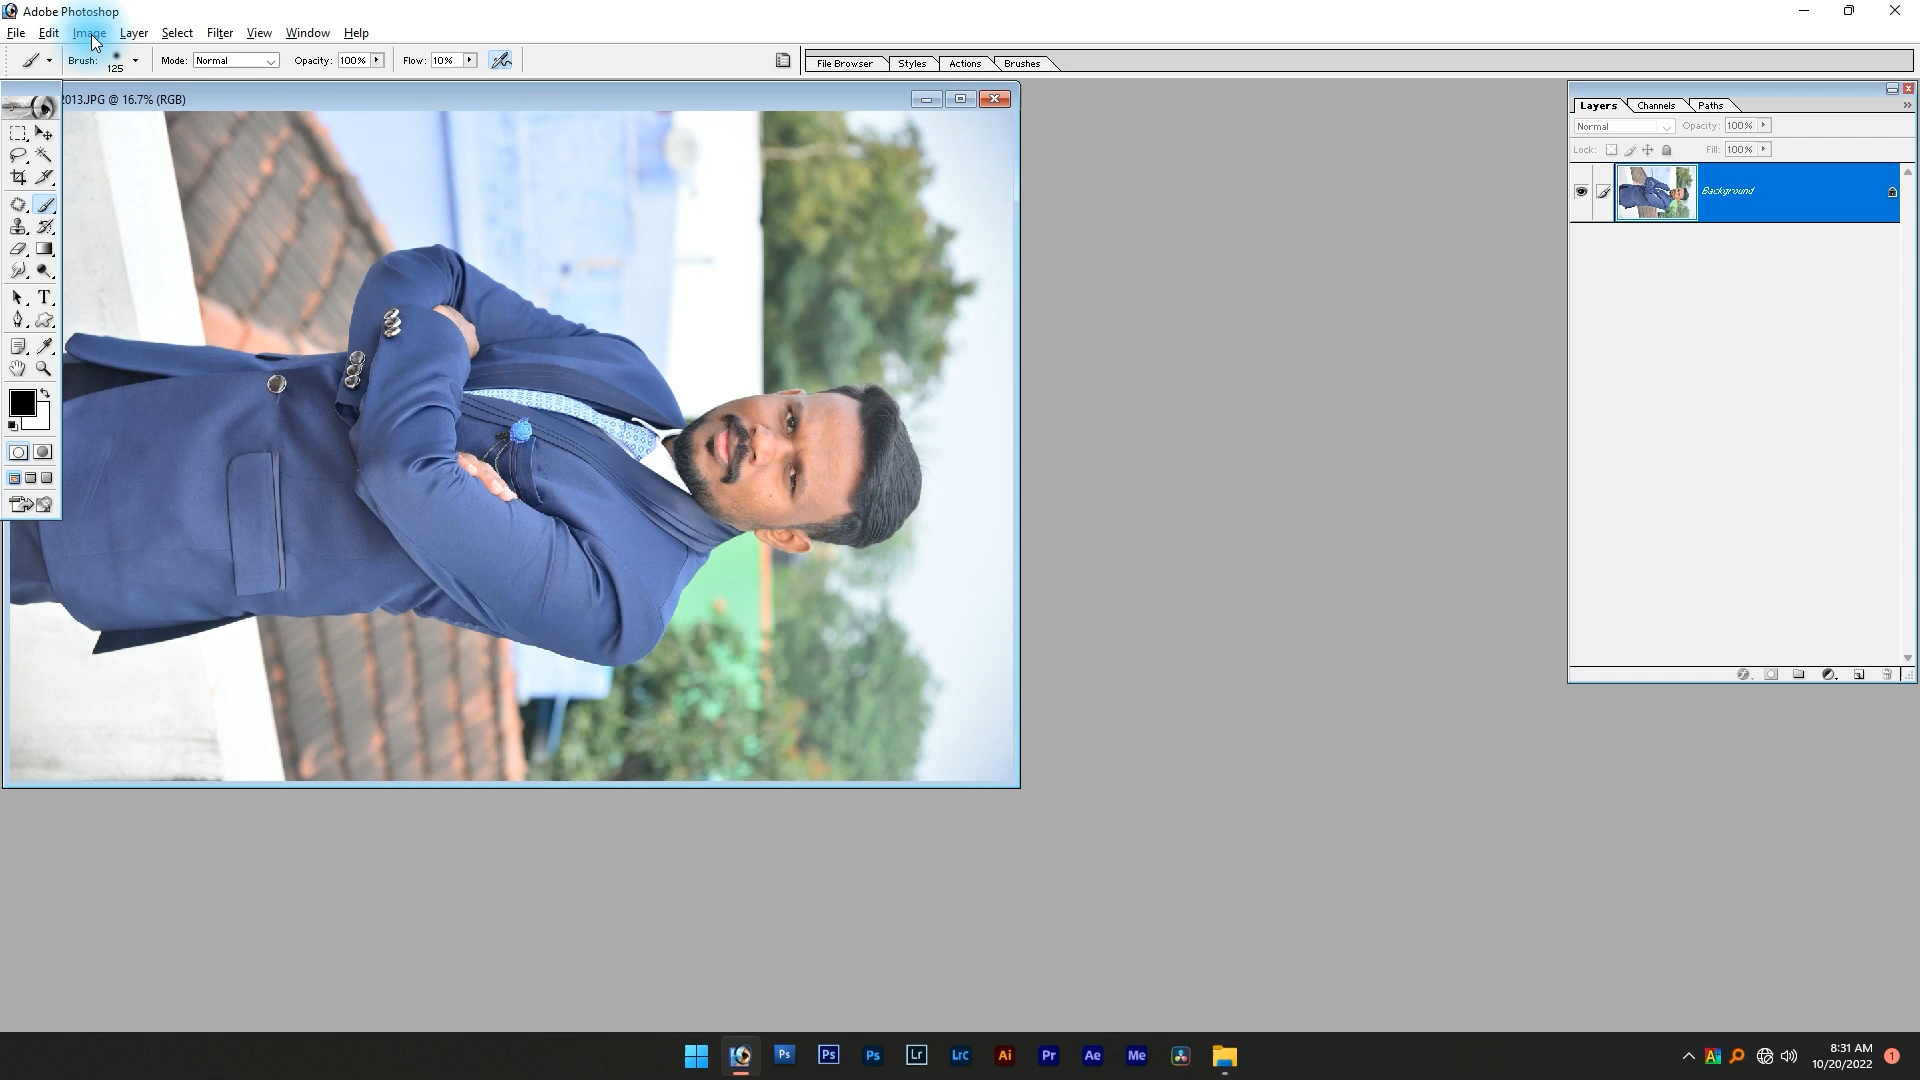 Adobe Photoshop
File Edit Image Layer Select Filter View Window Help
Brush: 125 Mode: Normal Opacity: 100% Flow: 10% File Browser Styles Actions Brushes
2013.JPG @ 16.7% (RGB)
Layers Channels Paths
Normal Opacity: 100%
Lock: Fill: 100%
Background
T
Ps Ps Ps Lr LrC Ai Pr Ae Me
8:31 AM
10/20/2022
1